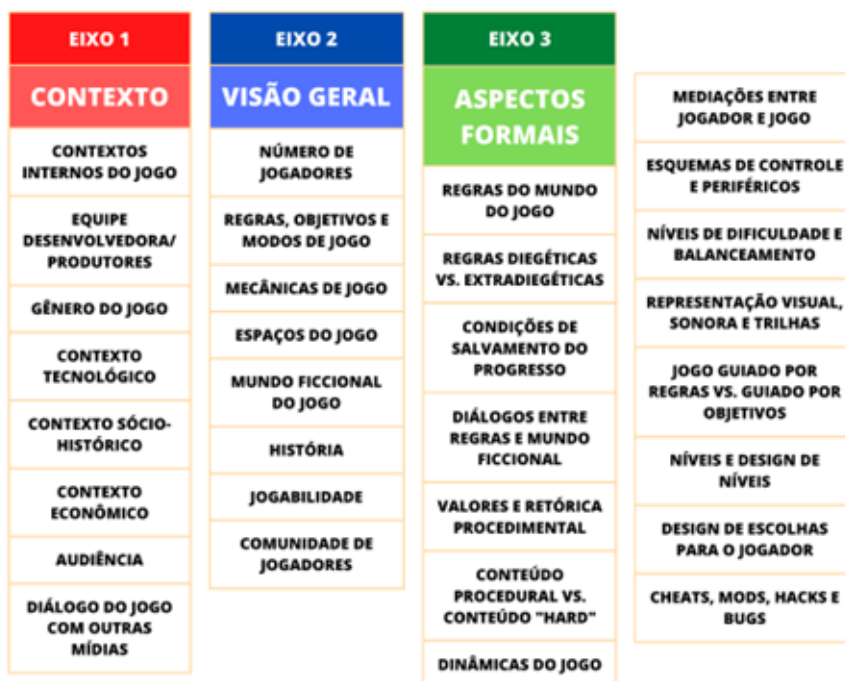 EIXO 1
CONTEXTO
CONTEXTOS
INTERNOS DO JOGO
EQUIPE
DESENVOLVEDORA/
PRODUTORES
GÊNERO DO JOGO
CONTEXTO
TECNOLÓGICO
CONTEXTO SÓCIO-
HISTÓRICO
CONTEXTO
ECONÔMICO
AUDIÊNCIA
DIÁLOGO DO JOGO
COM OUTRAS
MÍDIAS
EIXO 2
VISÃO GERAL
NÚMERO DE
JOGADORES
REGRAS, OBJETIVOS E
MODOS DE JOGO
MECÂNICAS DE JOGO
ESPAÇOS DO JOGO
MUNDO FICCIONAL
DO JOGO
HISTÓRIA
JOGABILIDADE
COMUNIDADE DE
JOGADORES
EIXO 3
ASPECTOS
FORMAIS
REGRAS DO MUNDO
DO JOGO
REGRAS DIEGÉTICAS
VS. EXTRADIEGÉTICAS
CONDIÇÕES DE
SALVAMENTO DO
PROGRESSO
DIÁLOGOS ENTRE
REGRAS E MUNDO
FICCIONAL
VALORES E RETÓRICA
PROCEDIMENTAL
CONTEÚDO
PROCEDURAL VS.
CONTEÚDO "HARD"
DINÂMICAS DO JOGO
MEDIAÇÕES ENTRE
JOGADOR E JOGO
ESQUEMAS DE CONTROLE
E PERIFÉRICOS
NÍVEIS DE DIFICULDADE E
BALANCEAMENTO
REPRESENTAÇÃO VISUAL,
SONORA E TRILHAS
JOGO GUIADO POR
REGRAS VS. GUIADO POR
OBJETIVOS
NÍVEIS E DESIGN DE
NÍVEIS
DESIGN DE ESCOLHAS
PARA O JOGADOR
CHEATS, MODS, HACKS E
BUGS